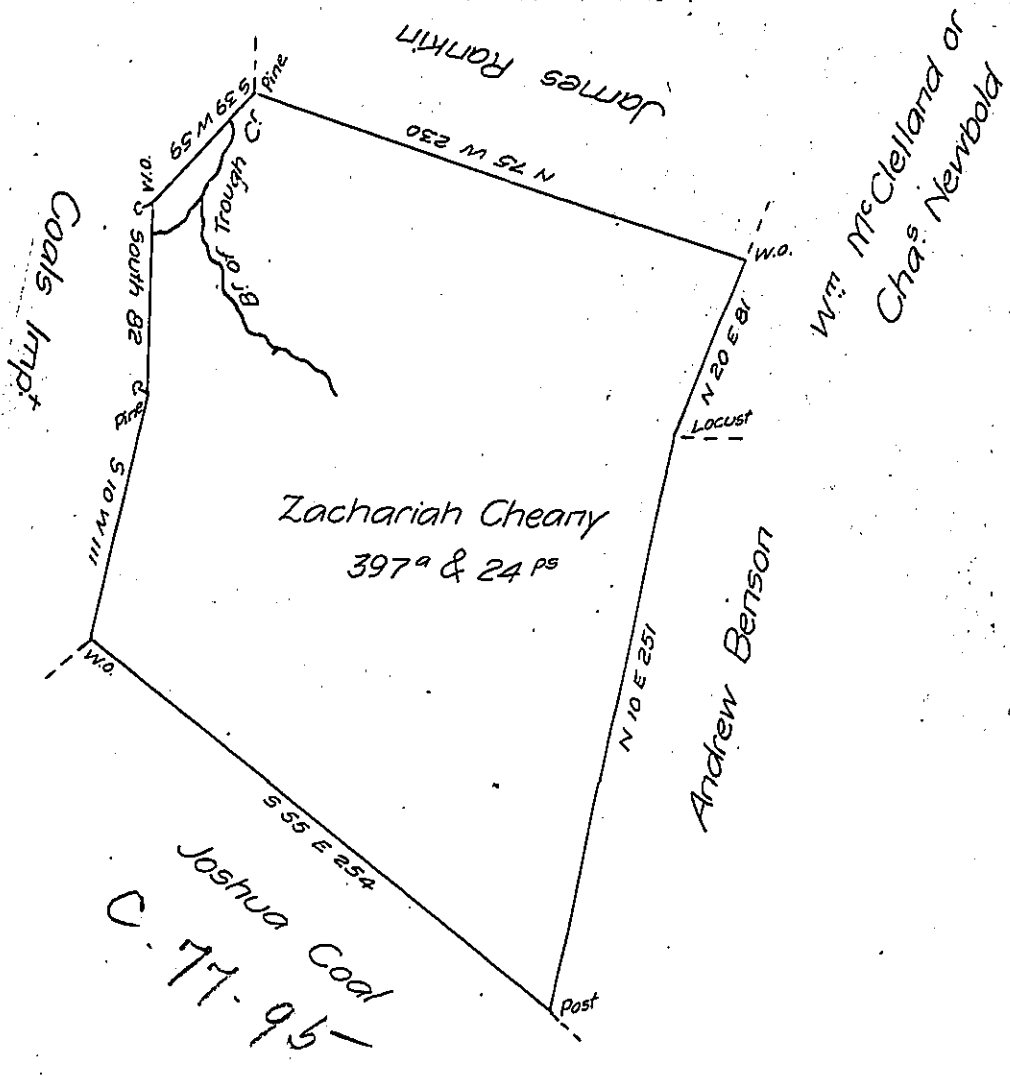 James Rankin
Wm McClelland or
Chas Newbold
Pine
S 39 W 59
N 75 W 230
W.O.
W.O.
Br of Trough Cr
South 82
Coals Impt
N 20 E 81
Locust
Pine
S 10 W 111
Zachariah Cheany
397a & 24 ps
N 10 E 251
Andrew Benson
W.O.
S 55 E 254
Joshua Coal
C. 77. 95-
Post